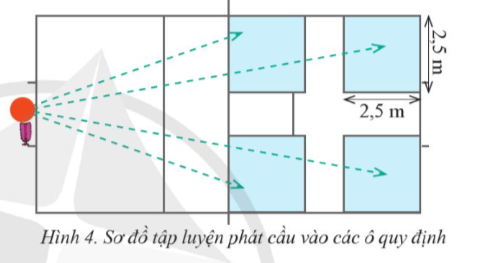 2,5 m
2,5 m
Hình 4. Sơ đồ tập luyện phát cầu vào các ô quy định